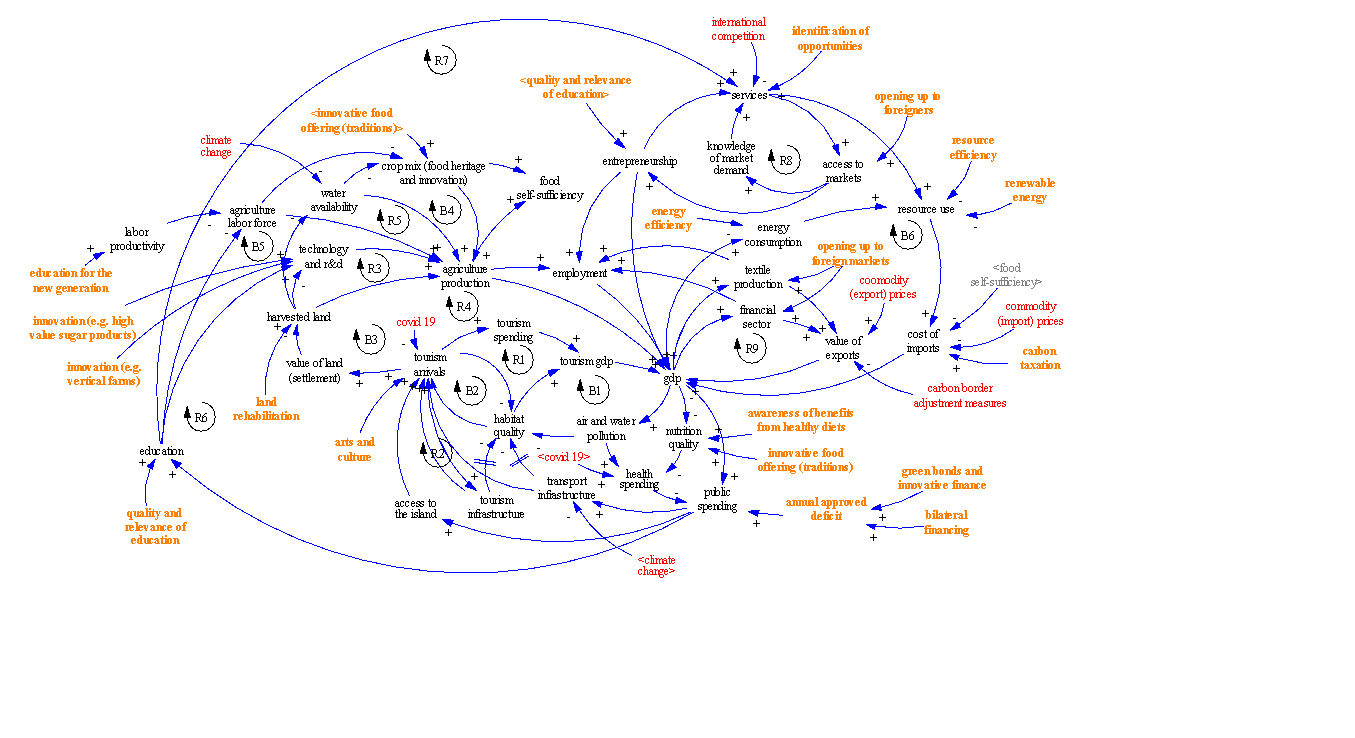 international
competition
identification of
opportunities
R7
<quality and relevance
of education>
services
opening up to
foreigners
<innovative food
offering (traditions)>
climate
change
knowledge
of market
demand
R8
access to
markets
resource
efficiency
crop mix (food heritage
and innovation)
entrepreneurship
food
self-sufficiency
renewable
energy
water
availability
agriculture
labor force
R5
B4
energy
efficiency
resource use
labor
productivity
B5
energy
consumption
B6
education for the
new generation
technology
and r&d
R3
agriculture
production
employment
opening up to
foreign markets
textile
production
coomodity
(export) prices
<food
self-sufficiency>
innovation (e.g. high
value sugar products)
harvested land
R4
financial
sector
commodity
(import) prices
covid 19
tourism
spending
B3
value of
exports
cost of
imports
innovation (e.g.
vertical farms)
value of land
(settlement)
tourism
arrivals
R1
tourism gdp
R9
carbon
taxation
gdp
B2
B1
carbon border
adjustment measures
land
rehabilitation
R6
arts and
culture
habitat
quality
air and water
pollution
nutrition
quality
awareness of benefits
from healthy diets
education
R2
<covid 19>
innovative food
offering (traditions)
health
spending
transport
infrastructure
green bonds and
innovative finance
access to
the island
tourism
infrastructure
public
spending
annual approved
deficit
quality and
relevance of
education
bilateral
financing
<climate
change>